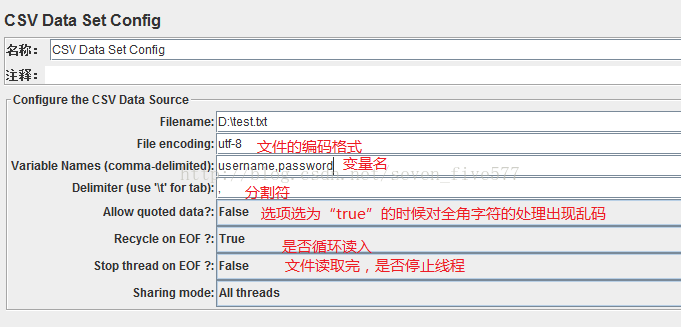 CSV Data Set Config
名称： CSV Data Set Config
注释：
Configure the CSV Data Source
Filename: D:\test.txt
File encoding: utf-8 文件的编码格式
Variable Names (comma-delimited): username,password 变量名
http://blog.csdn.net/seven_five577
Delimiter (use '\t' for tab): , 分割符
Allow quoted data?: False 选项选为“true”的时候对全角字符的处理出现乱码
Recycle on EOF ?: True 是否循环读入
Stop thread on EOF ?: False 文件读取完，是否停止线程
Sharing mode: All threads